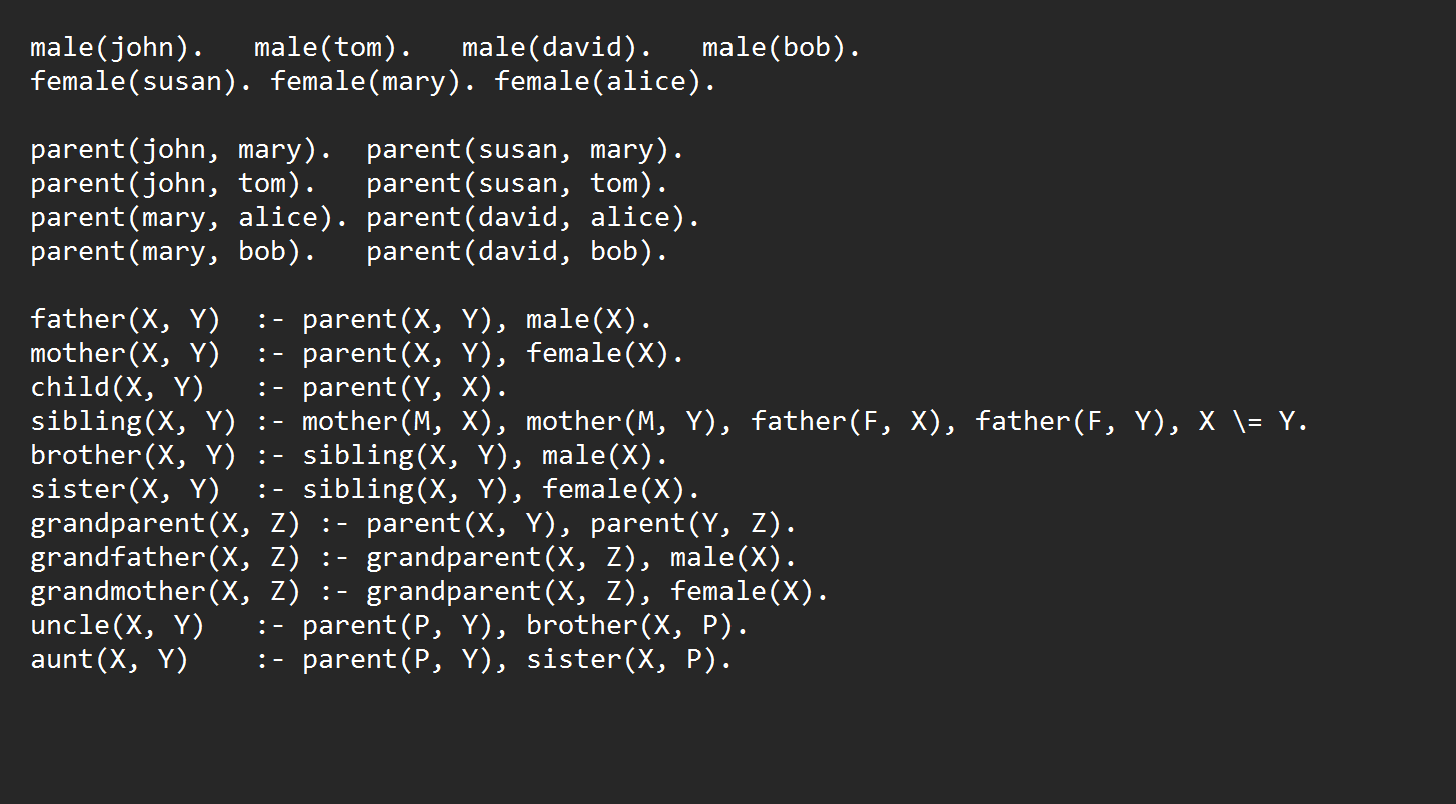 male(john).   male(tom).   male(david).   male(bob).
female(susan). female(mary). female(alice).

parent(john, mary).  parent(susan, mary).
parent(john, tom).   parent(susan, tom).
parent(mary, alice). parent(david, alice).
parent(mary, bob).   parent(david, bob).

father(X, Y)  :- parent(X, Y), male(X).
mother(X, Y)  :- parent(X, Y), female(X).
child(X, Y)   :- parent(Y, X).
sibling(X, Y) :- mother(M, X), mother(M, Y), father(F, X), father(F, Y), X \= Y.
brother(X, Y) :- sibling(X, Y), male(X).
sister(X, Y)  :- sibling(X, Y), female(X).
grandparent(X, Z) :- parent(X, Y), parent(Y, Z).
grandfather(X, Z) :- grandparent(X, Z), male(X).
grandmother(X, Z) :- grandparent(X, Z), female(X).
uncle(X, Y)   :- parent(P, Y), brother(X, P).
aunt(X, Y)    :- parent(P, Y), sister(X, P).